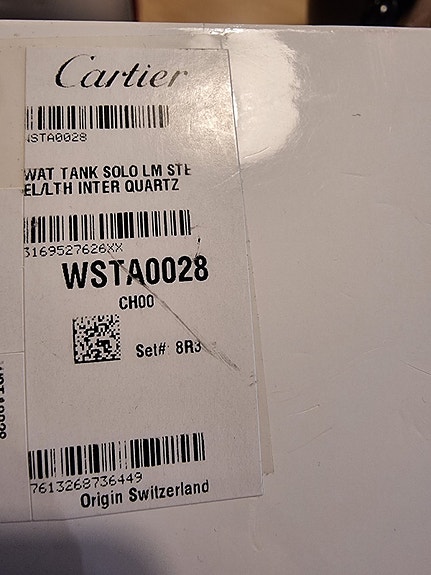 Cartier
WSTA0028
WAT TANK SOLO LM STE
EL/LTH INTER QUARTZ
3169527626XX
WSTA0028
CH00
Set# 8R3
7613268736449
Origin Switzerland